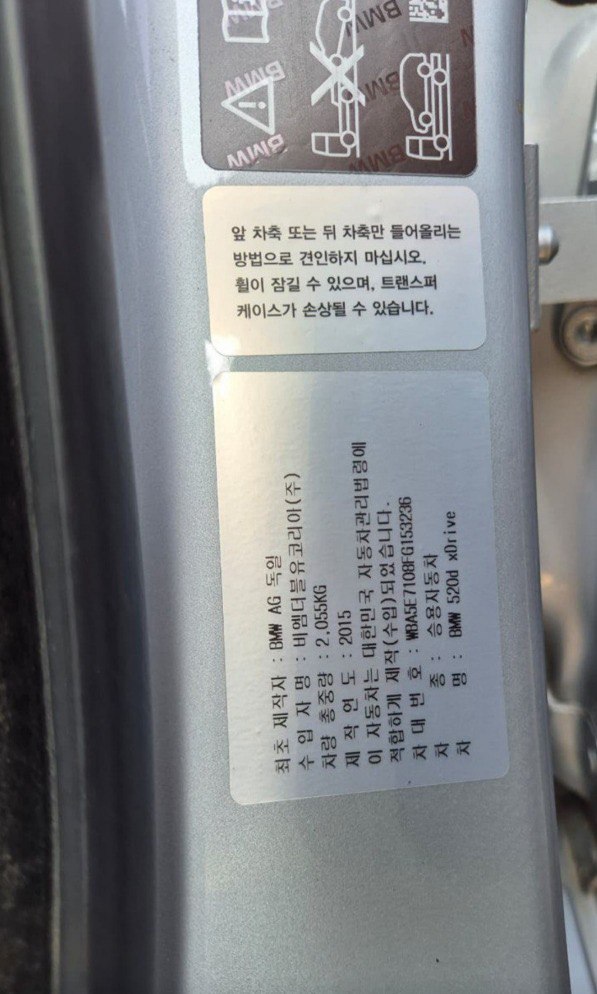 BMW
BMW
BMW
BMW
BMW
BMW
앞 차축 또는 뒤 차축만 들어올리는
방법으로 견인하지 마십시오.
휠이 잠길 수 있으며, 트랜스퍼
케이스가 손상될 수 있습니다.
최초 제작자 : BMW AG 독일
수 입 자 명 : 비엠더블유코리아(주)
차량 총중량 : 2,055KG
제 작 연 도 : 2015
이 자동차는 대한민국 자동차관리법령에
적합하게 제작(수입)되었습니다.
차 대 번 호 : WBA5E7108FG153236
차 종 : 승용자동차
차 명 : BMW 520d xDrive